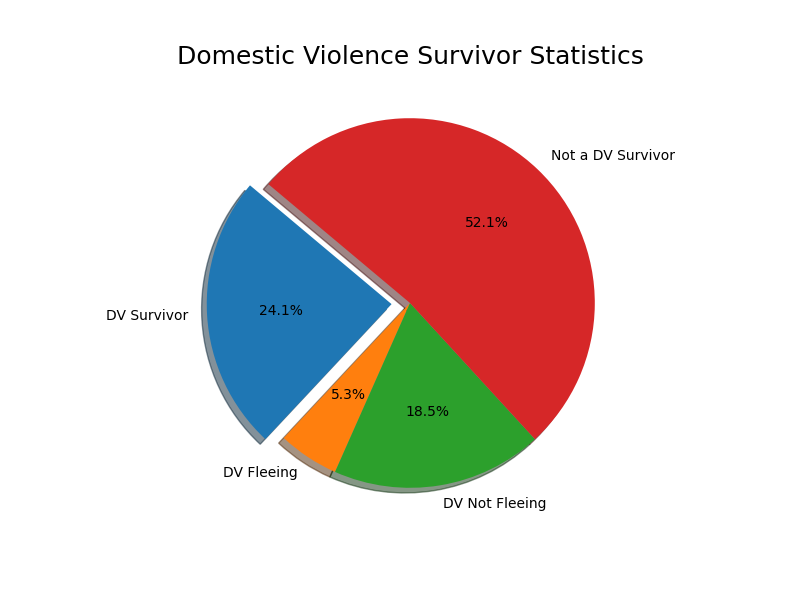 Domestic Violence Survivor Statistics
Not a DV Survivor
52.1%
24.1%
DV Survivor
5.3%
18.5%
DV Fleeing
DV Not Fleeing